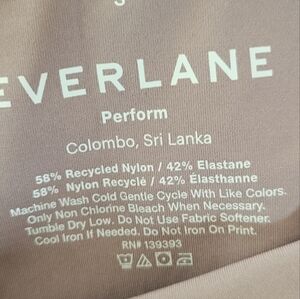 S
EVERLANE
Perform
Colombo, Sri Lanka
58% Recycled Nylon / 42% Elastane
58% Nylon Recyclé / 42% Élasthanne
Machine Wash Cold Gentle Cycle With Like Colors.
Only Non Chlorine Bleach When Necessary.
Tumble Dry Low. Do Not Use Fabric Softener.
Cool Iron If Needed. Do Not Iron On Print.
RN# 139393